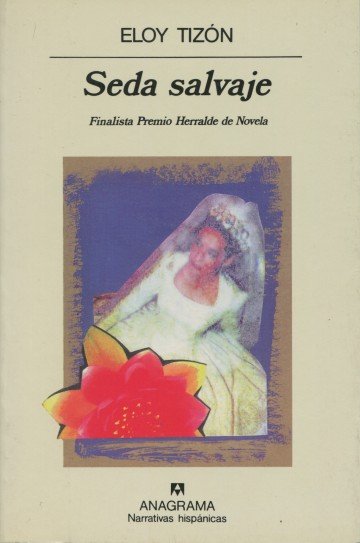 ELOY TIZÓN
Seda salvaje
Finalista Premio Herralde de Novela
ANAGRAMA
Narrativas hispánicas